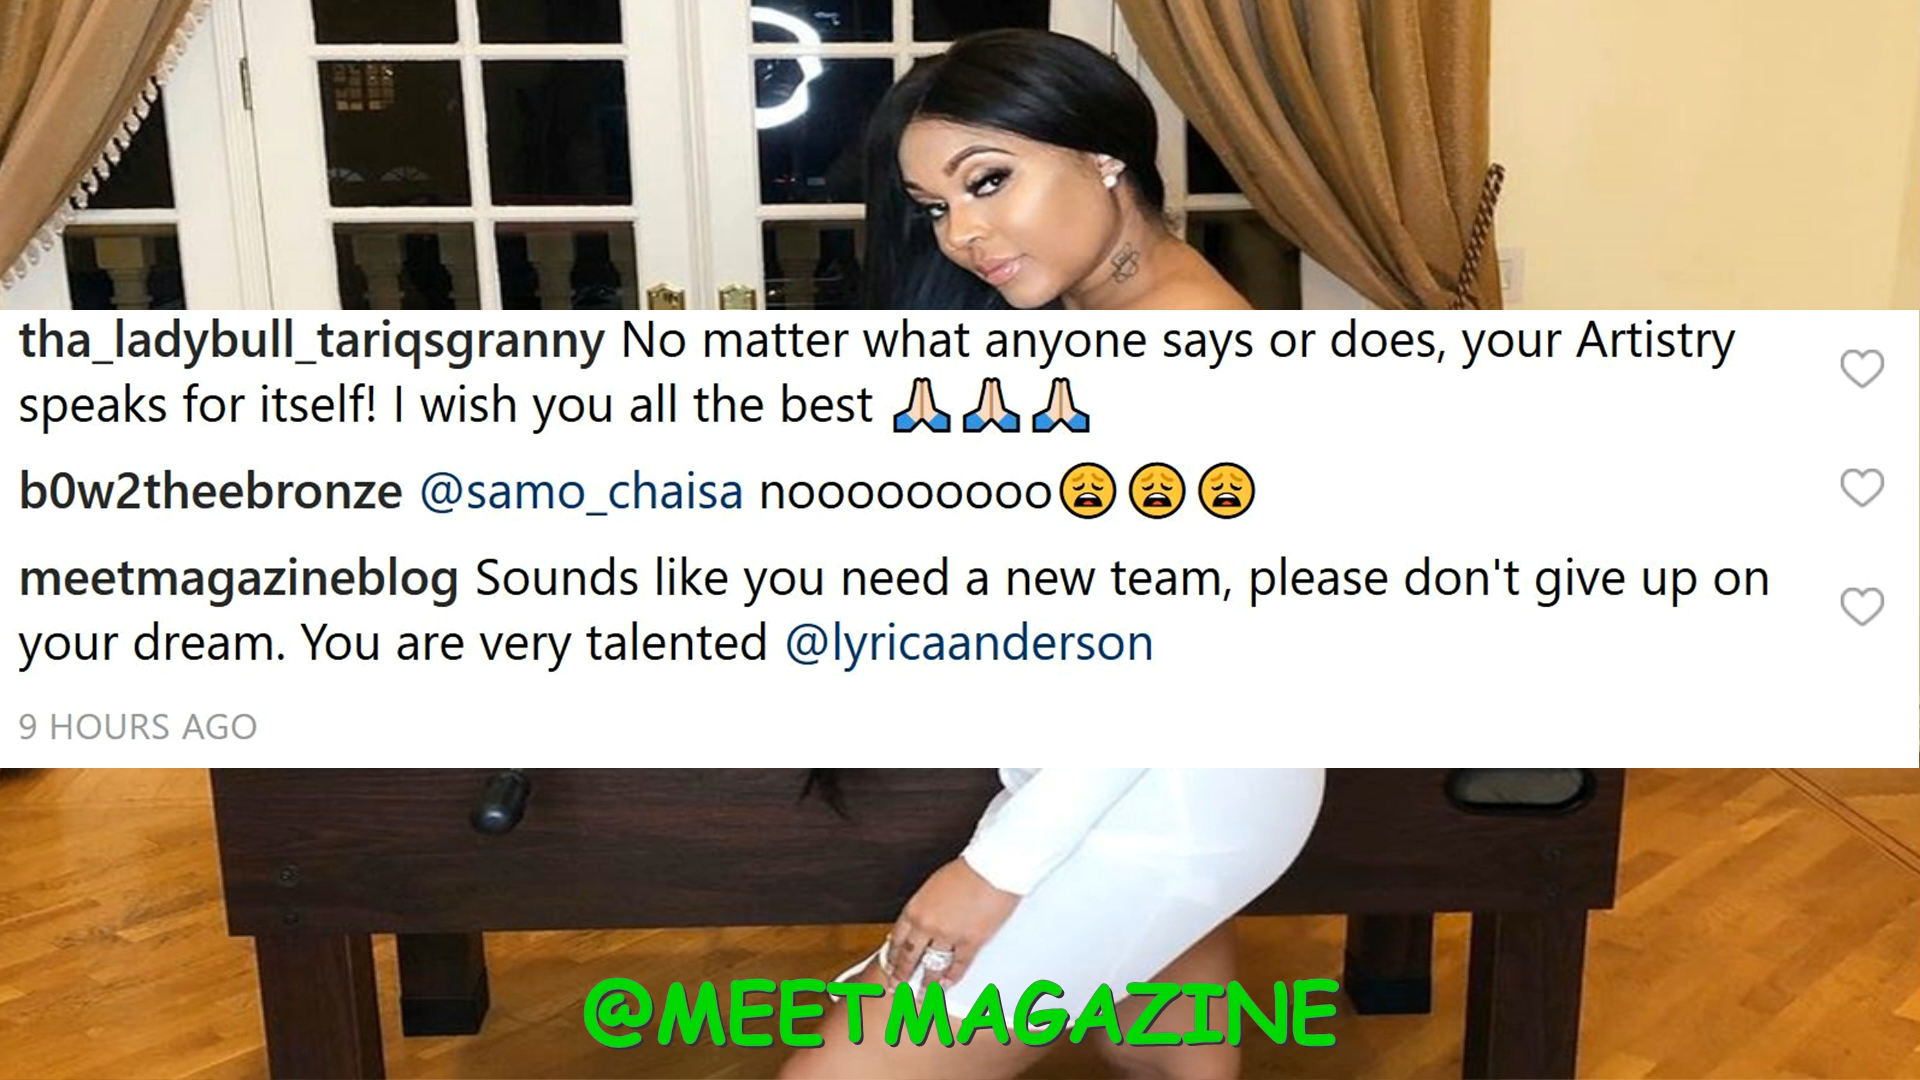 tha_ladybull_tariqsgranny No matter what anyone says or does, your Artistry
speaks for itself! I wish you all the best 🙏🏻🙏🏻🙏🏻
b0w2theebronze @samo_chaisa nooooooooo😩😩😩
meetmagazineblog Sounds like you need a new team, please don't give up on
your dream. You are very talented @lyricaanderson
9 HOURS AGO
@MEETMAGAZINE